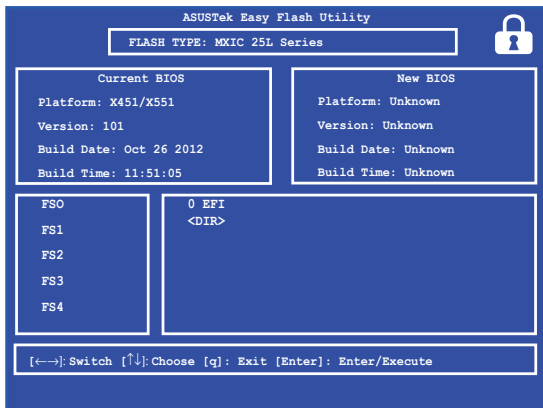 ASUSTek Easy Flash Utility
FLASH TYPE: MXIC 25L Series
Current BIOS
Platform: X451/X551
Version: 101
Build Date: Oct 26 2012
Build Time: 11:51:05
New BIOS
Platform: Unknown
Version: Unknown
Build Date: Unknown
Build Time: Unknown
FSO
FS1
FS2
FS3
FS4
0 EFI
<DIR>
[←→]: Switch [↑↓]: Choose [q]: Exit [Enter]: Enter/Execute